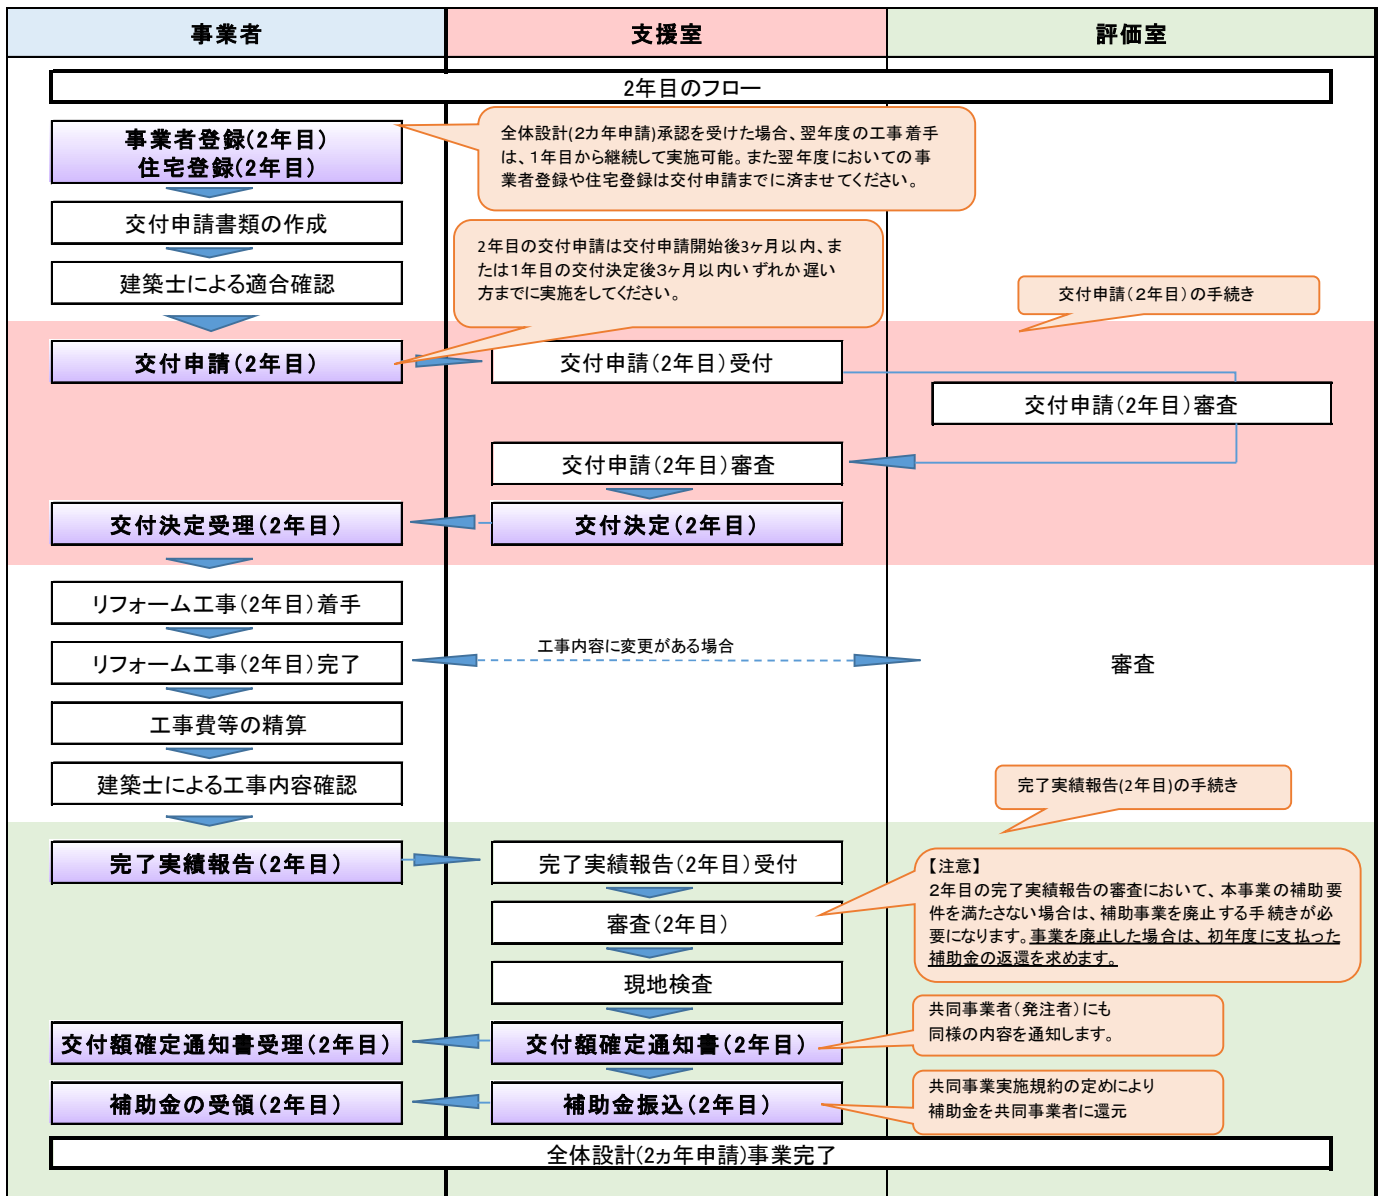 事業者
支援室
評価室
2年目のフロー
事業者登録(2年目)
住宅登録(2年目)
全体設計(2カ年申請)承認を受けた場合、翌年度の工事着手
は、1年目から継続して実施可能。また翌年度においての事
業者登録や住宅登録は交付申請までに済ませてください。
交付申請書類の作成
2年目の交付申請は交付申請開始後3ヶ月以内、ま
たは1年目の交付決定後3ヶ月以内いずれか遅い
方までに実施をしてください。
建築士による適合確認
交付申請(2年目)の手続き
交付申請(2年目)
交付申請(2年目)受付
交付申請(2年目)審査
交付申請(2年目)審査
交付決定受理(2年目)
交付決定(2年目)
リフォーム工事(2年目)着手
リフォーム工事(2年目)完了
工事内容に変更がある場合
審査
工事費等の精算
建築士による工事内容確認
完了実績報告(2年目)の手続き
完了実績報告(2年目)
完了実績報告(2年目)受付
【注意】
2年目の完了実績報告の審査において、本事業の補助要
件を満たさない場合は、補助事業を廃止する手続きが必
要になります。事業を廃止した場合は、初年度に支払った
補助金の返還を求めます。
審査(2年目)
現地検査
交付額確定通知書受理(2年目)
交付額確定通知書(2年目)
共同事業者(発注者)にも
同様の内容を通知します。
補助金の受領(2年目)
補助金振込(2年目)
共同事業実施規約の定めにより
補助金を共同事業者に還元
全体設計(2ヵ年申請)事業完了